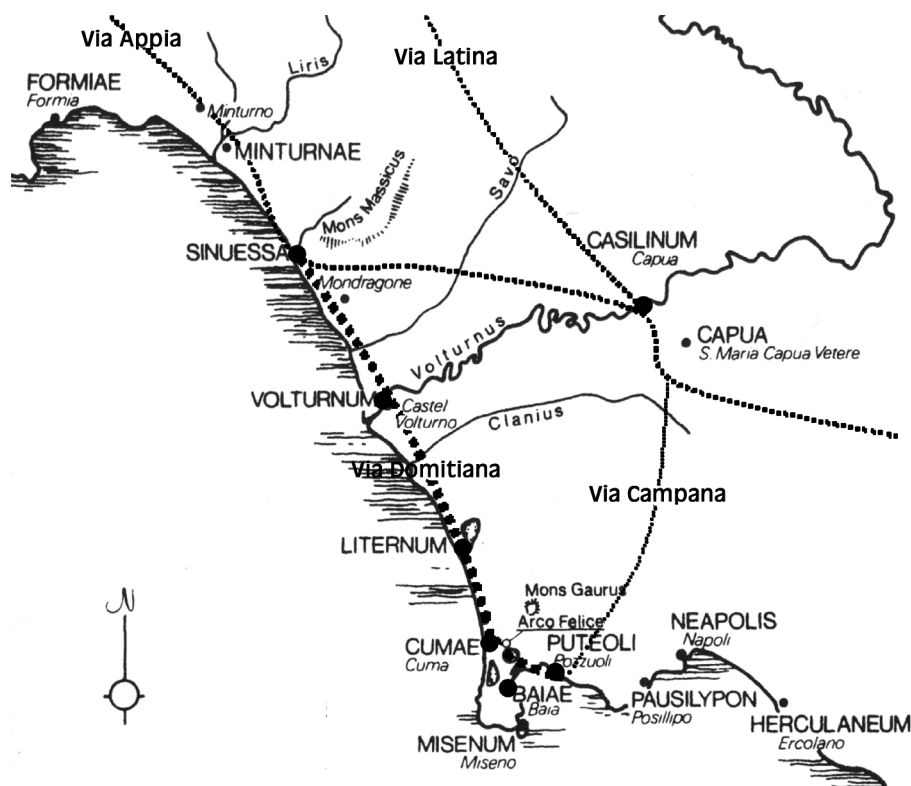 Via Appia
Via Latina
Liris
FORMIAE
Formia
Minturno
MINTURNAE
Mons Massicus
Savo
SINUESSA
CASILINUM
Capua
Mondragone
CAPUA
S. Maria Capua Vetere
Volturnus
VOLTURNUM
Castel
Volturno
Clanius
Via Domitiana
Via Campana
LITERNUM
Mons Gaurus
Arco Felice
N
CUMAE
Cuma
PUTEOLI
Pozzuoli
NEAPOLIS
Napoli
BAIAE
Baia
PAUSILYPON
Posillipo
HERCULANEUM
Ercolano
MISENUM
Miseno